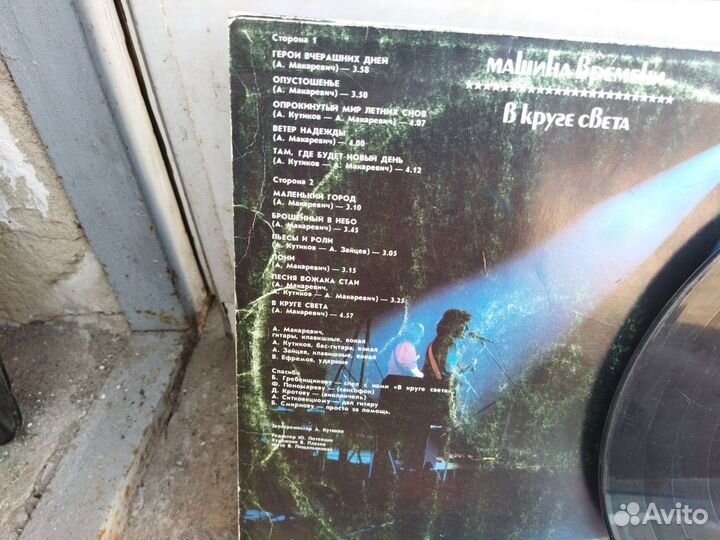 Сторона 1
ГЕРОИ ВЧЕРАШНИХ ДНЕЙ
(А. Макаревич) — 3.58
ОПУСТОШЕНЬЕ
(А. Макаревич) — 3.50
ОПРОКИНУТЫЙ МИР ЛЕТНИХ СНОВ
(А. Кутиков — А. Макаревич) — 4.07
ВЕТЕР НАДЕЖДЫ
(А. Макаревич) — 4.00
ТАМ, ГДЕ БУДЕТ НОВЫЙ ДЕНЬ
(А. Кутиков — А. Макаревич) — 4.12
Сторона 2
МАЛЕНЬКИЙ ГОРОД
(А. Макаревич) — 3.10
БРОШЕННЫЙ В НЕБО
(А. Макаревич) — 3.45
ПЬЕСЫ И РОЛИ
(А. Кутиков — А. Зайцев) — 3.05
ПОНИ
(А. Макаревич) — 3.15
ПЕСНЯ ВОЖАКА СТАИ
(А. Макаревич,
А. Кутиков — А. Макаревич) — 3.25
В КРУГЕ СВЕТА
(А. Макаревич) — 4.57
А. Макаревич,
гитары, клавишные, вокал
А. Кутиков, бас-гитара, вокал
А. Зайцев, клавишные, вокал
В. Ефремов, ударные
Спасибо
Б. Гребенщикову — спел с нами «В круге света»
Ф. Пономареву — (саксофон)
Д. Кротову — (виолончель)
А. Ситковецкому — дал гитару
Б. Смирнову — просто за помощь.
Звукорежиссер А. Кутиков
Редактор Ю. Потеенко
Художник В.
Фото В.
МАШИНА ВРЕМЕНИ
В КРУГЕ СВЕТА
Avito